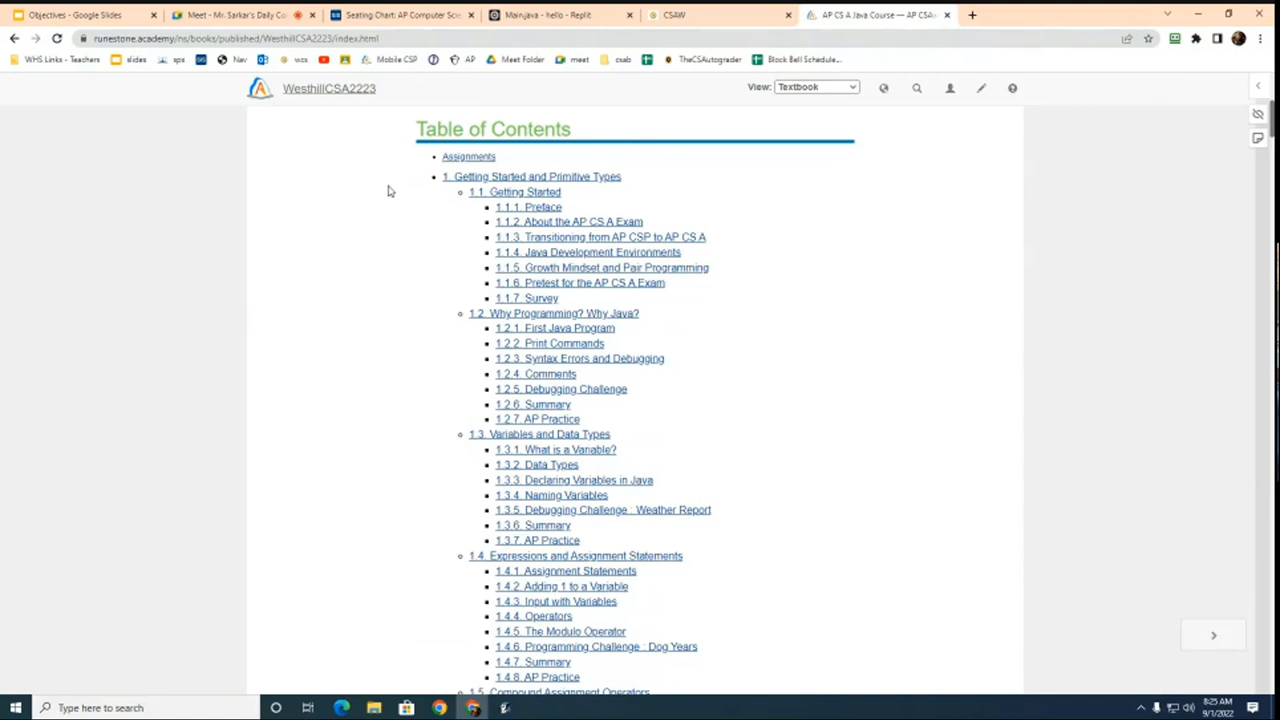 Objectives - Google Slides
Meet - Mr. Sarkar's Daily Co
Seating Chart: AP Computer Scie
Main.java - hello - Replit
CSAW
AP CS A Java Course — AP CSA
runestone.academy/ns/books/published/WesthillCSA2223/index.html
WHS Links - Teachers
slides
sps
Nav
wcs
Mobile CSP
AP
Meet Folder
meet
csab
TheCSAutograder
Block Bell Schedule...
WesthillCSA2223
View: Textbook
Table of Contents
Assignments
1. Getting Started and Primitive Types
1.1. Getting Started
1.1.1. Preface
1.1.2. About the AP CS A Exam
1.1.3. Transitioning from AP CSP to AP CS A
1.1.4. Java Development Environments
1.1.5. Growth Mindset and Pair Programming
1.1.6. Pretest for the AP CS A Exam
1.1.7. Survey
1.2. Why Programming? Why Java?
1.2.1. First Java Program
1.2.2. Print Commands
1.2.3. Syntax Errors and Debugging
1.2.4. Comments
1.2.5. Debugging Challenge
1.2.6. Summary
1.2.7. AP Practice
1.3. Variables and Data Types
1.3.1. What is a Variable?
1.3.2. Data Types
1.3.3. Declaring Variables in Java
1.3.4. Naming Variables
1.3.5. Debugging Challenge : Weather Report
1.3.6. Summary
1.3.7. AP Practice
1.4. Expressions and Assignment Statements
1.4.1. Assignment Statements
1.4.2. Adding 1 to a Variable
1.4.3. Input with Variables
1.4.4. Operators
1.4.5. The Modulo Operator
1.4.6. Programming Challenge : Dog Years
1.4.7. Summary
1.4.8. AP Practice
1.5. Compound Assignment Operators
Type here to search
8:25 AM
9/1/2022